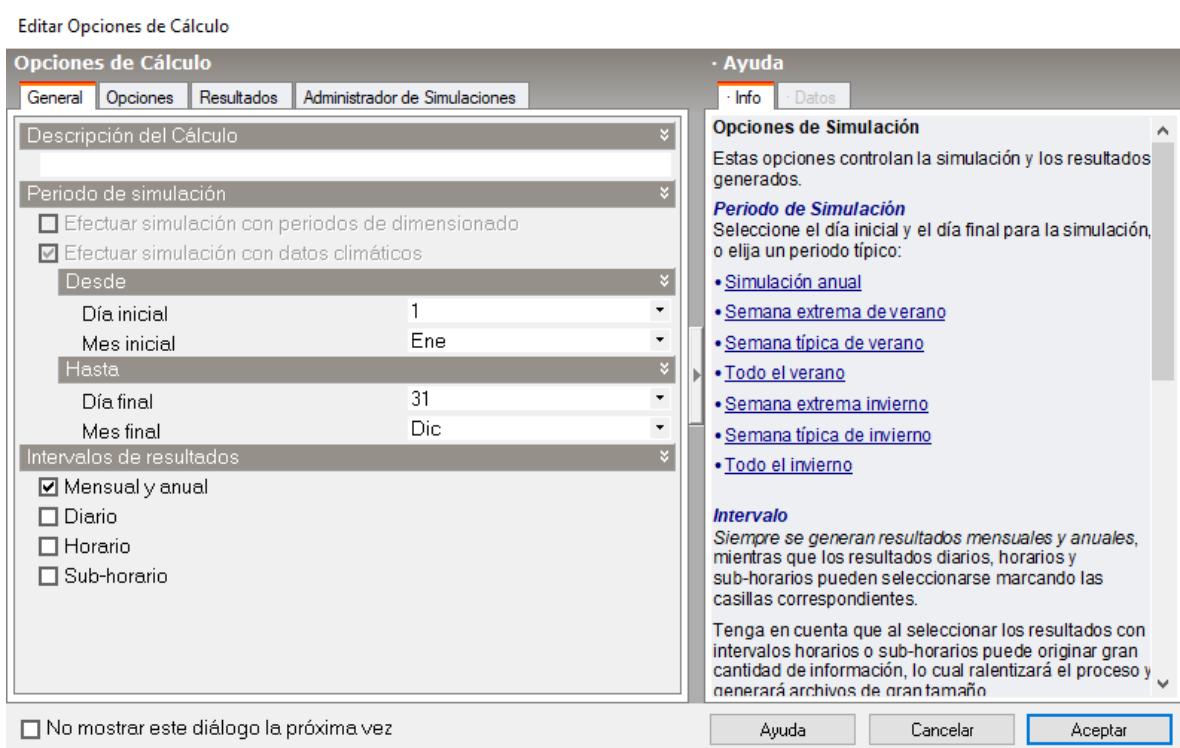 Editar Opciones de Cálculo
Opciones de Cálculo
General
Opciones
Resultados
Administrador de Simulaciones
Descripción del Cálculo
Periodo de simulación
Efectuar simulación con periodos de dimensionado
Efectuar simulación con datos climáticos
Desde
Día inicial 1
Mes inicial Ene
Hasta
Día final 31
Mes final Dic
Intervalos de resultados
Mensual y anual
Diario
Horario
Sub-horario
· Ayuda
· Info
· Datos
Opciones de Simulación
Estas opciones controlan la simulación y los resultados
generados.
Periodo de Simulación
Seleccione el día inicial y el día final para la simulación,
o elija un periodo típico:
• Simulación anual
• Semana extrema de verano
• Semana típica de verano
• Todo el verano
• Semana extrema invierno
• Semana típica de invierno
• Todo el invierno
Intervalo
Siempre se generan resultados mensuales y anuales,
mientras que los resultados diarios, horarios y
sub-horarios pueden seleccionarse marcando las
casillas correspondientes.
Tenga en cuenta que al seleccionar los resultados con
intervalos horarios o sub-horarios puede originar gran
cantidad de información, lo cual ralentizará el proceso y
generará archivos de gran tamaño
No mostrar este diálogo la próxima vez
Ayuda
Cancelar
Aceptar